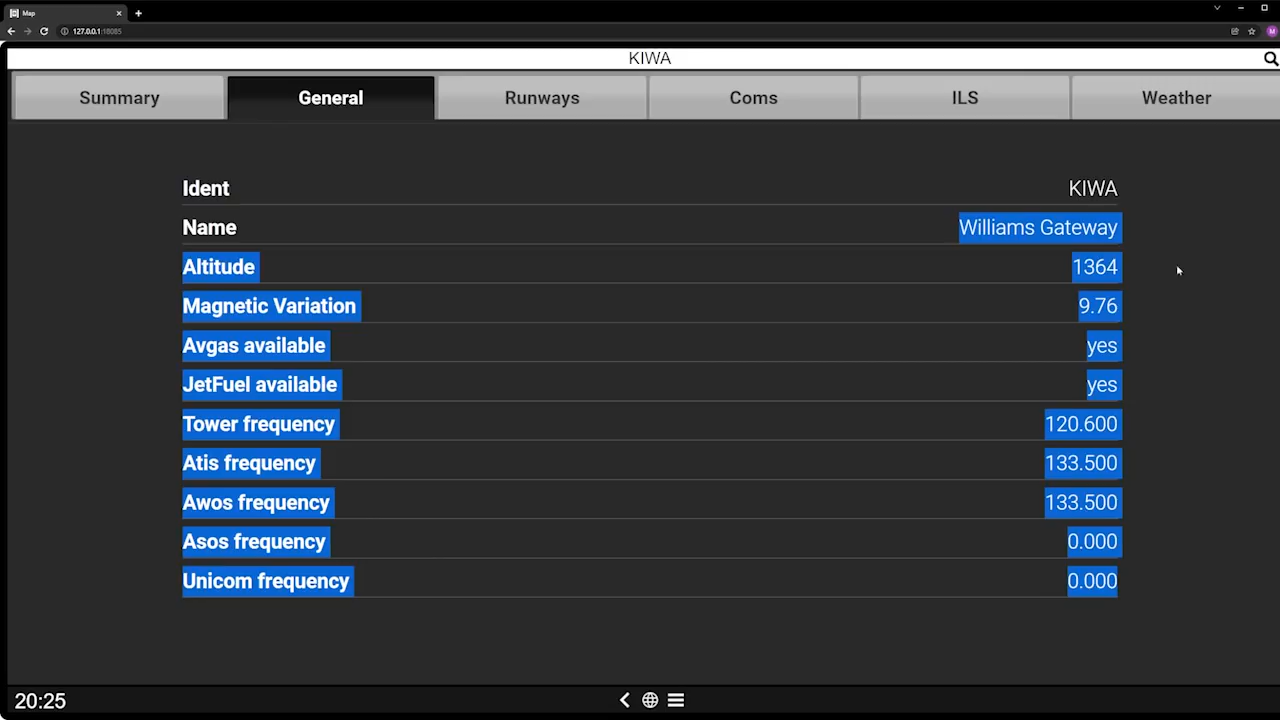 Map
127.0.0.1:18085
M
KIWA
Summary
General
Runways
Coms
ILS
Weather
Ident KIWA
Name Williams Gateway
Altitude 1364
Magnetic Variation 9.76
Avgas available yes
JetFuel available yes
Tower frequency 120.600
Atis frequency 133.500
Awos frequency 133.500
Asos frequency 0.000
Unicom frequency 0.000
20:25